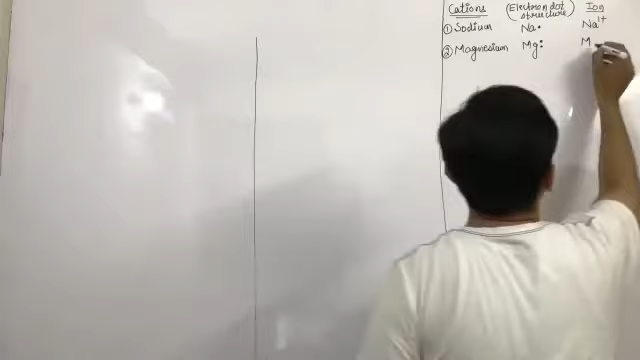 Cations (Electron dot structure) Ion
① Sodium Na• Na¹⁺
② Magnesium Mg: M